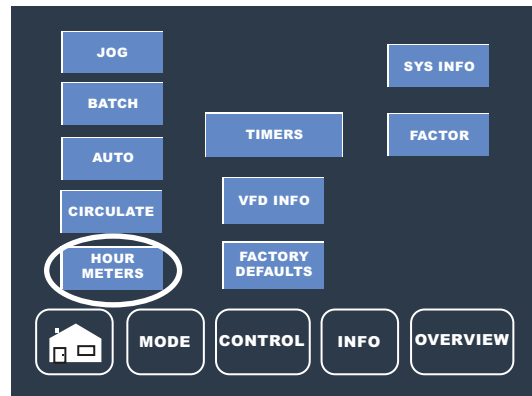 JOG
SYS INFO
BATCH
TIMERS
FACTOR
AUTO
CIRCULATE
VFD INFO
HOUR
METERS
FACTORY
DEFAULTS
MODE
CONTROL
INFO
OVERVIEW